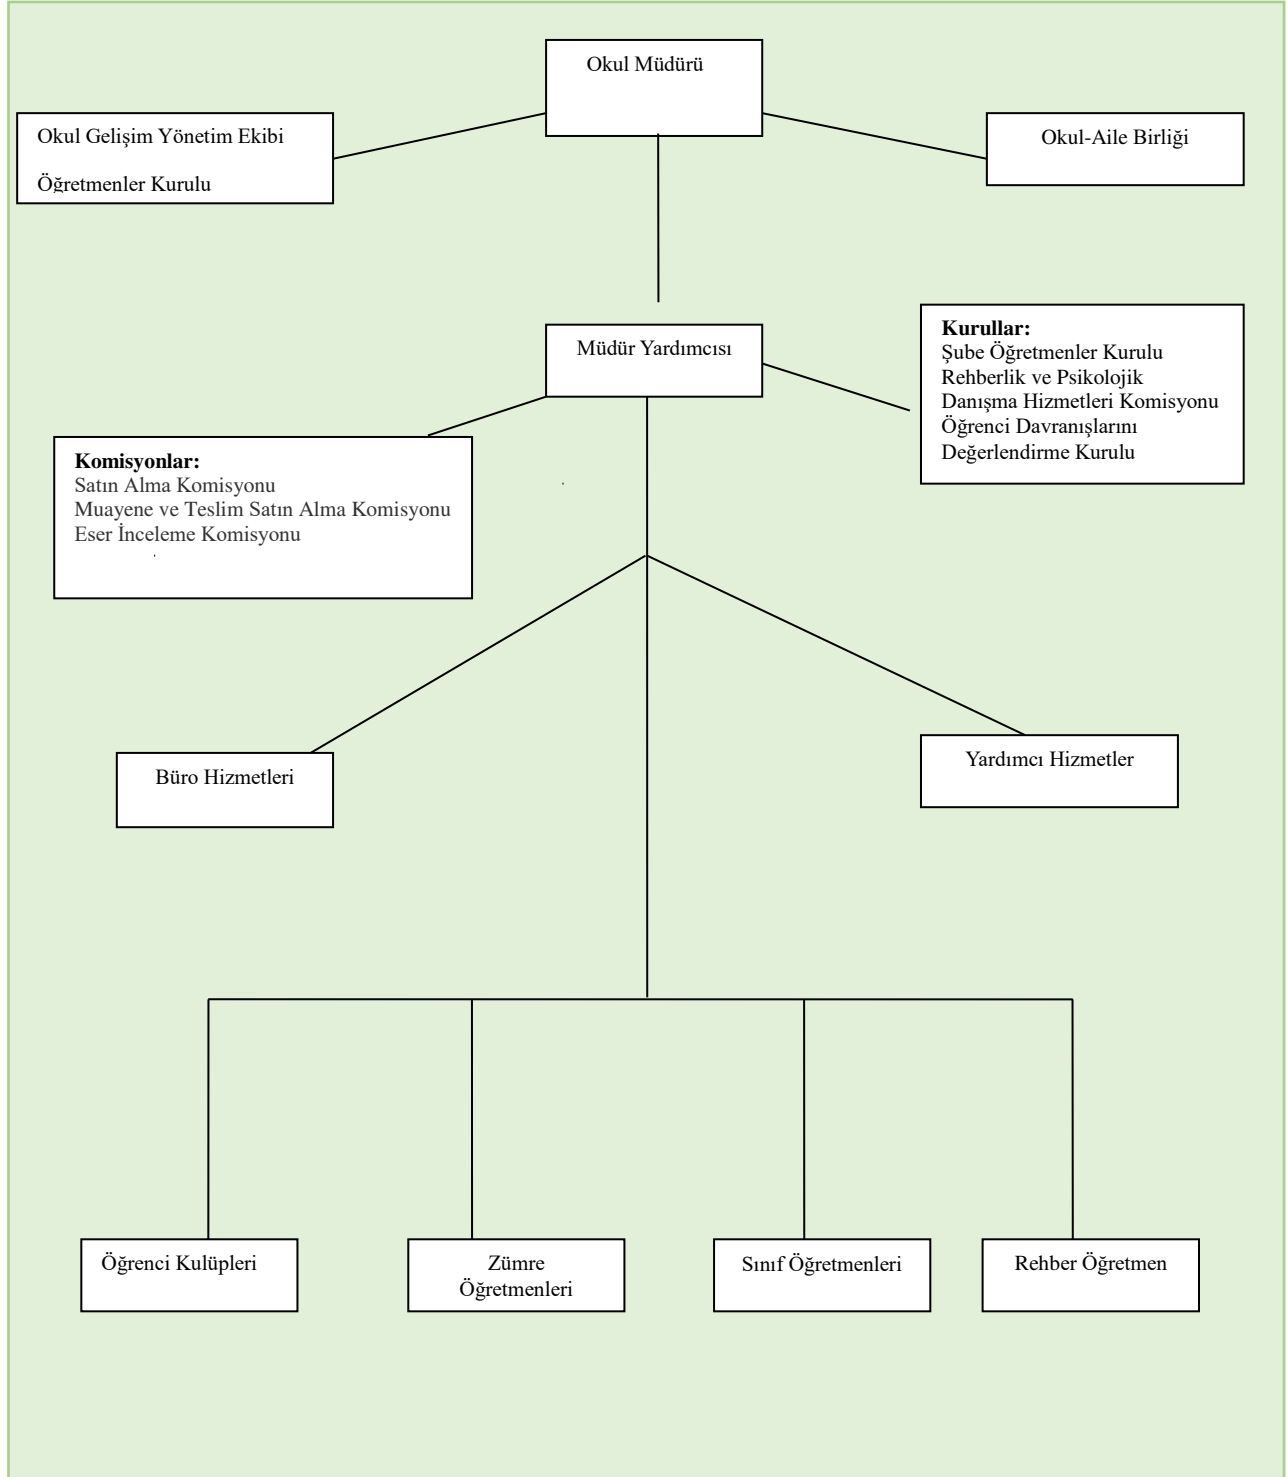 Okul Müdürü
Okul Gelişim Yönetim Ekibi
Öğretmenler Kurulu
Okul-Aile Birliği
Müdür Yardımcısı
Kurullar:
Şube Öğretmenler Kurulu
Rehberlik ve Psikolojik
Danışma Hizmetleri Komisyonu
Öğrenci Davranışlarını
Değerlendirme Kurulu
Komisyonlar:
Satın Alma Komisyonu
Muayene ve Teslim Satın Alma Komisyonu
Eser İnceleme Komisyonu
Büro Hizmetleri
Yardımcı Hizmetler
Öğrenci Kulüpleri
Zümre
Öğretmenleri
Sınıf Öğretmenleri
Rehber Öğretmen